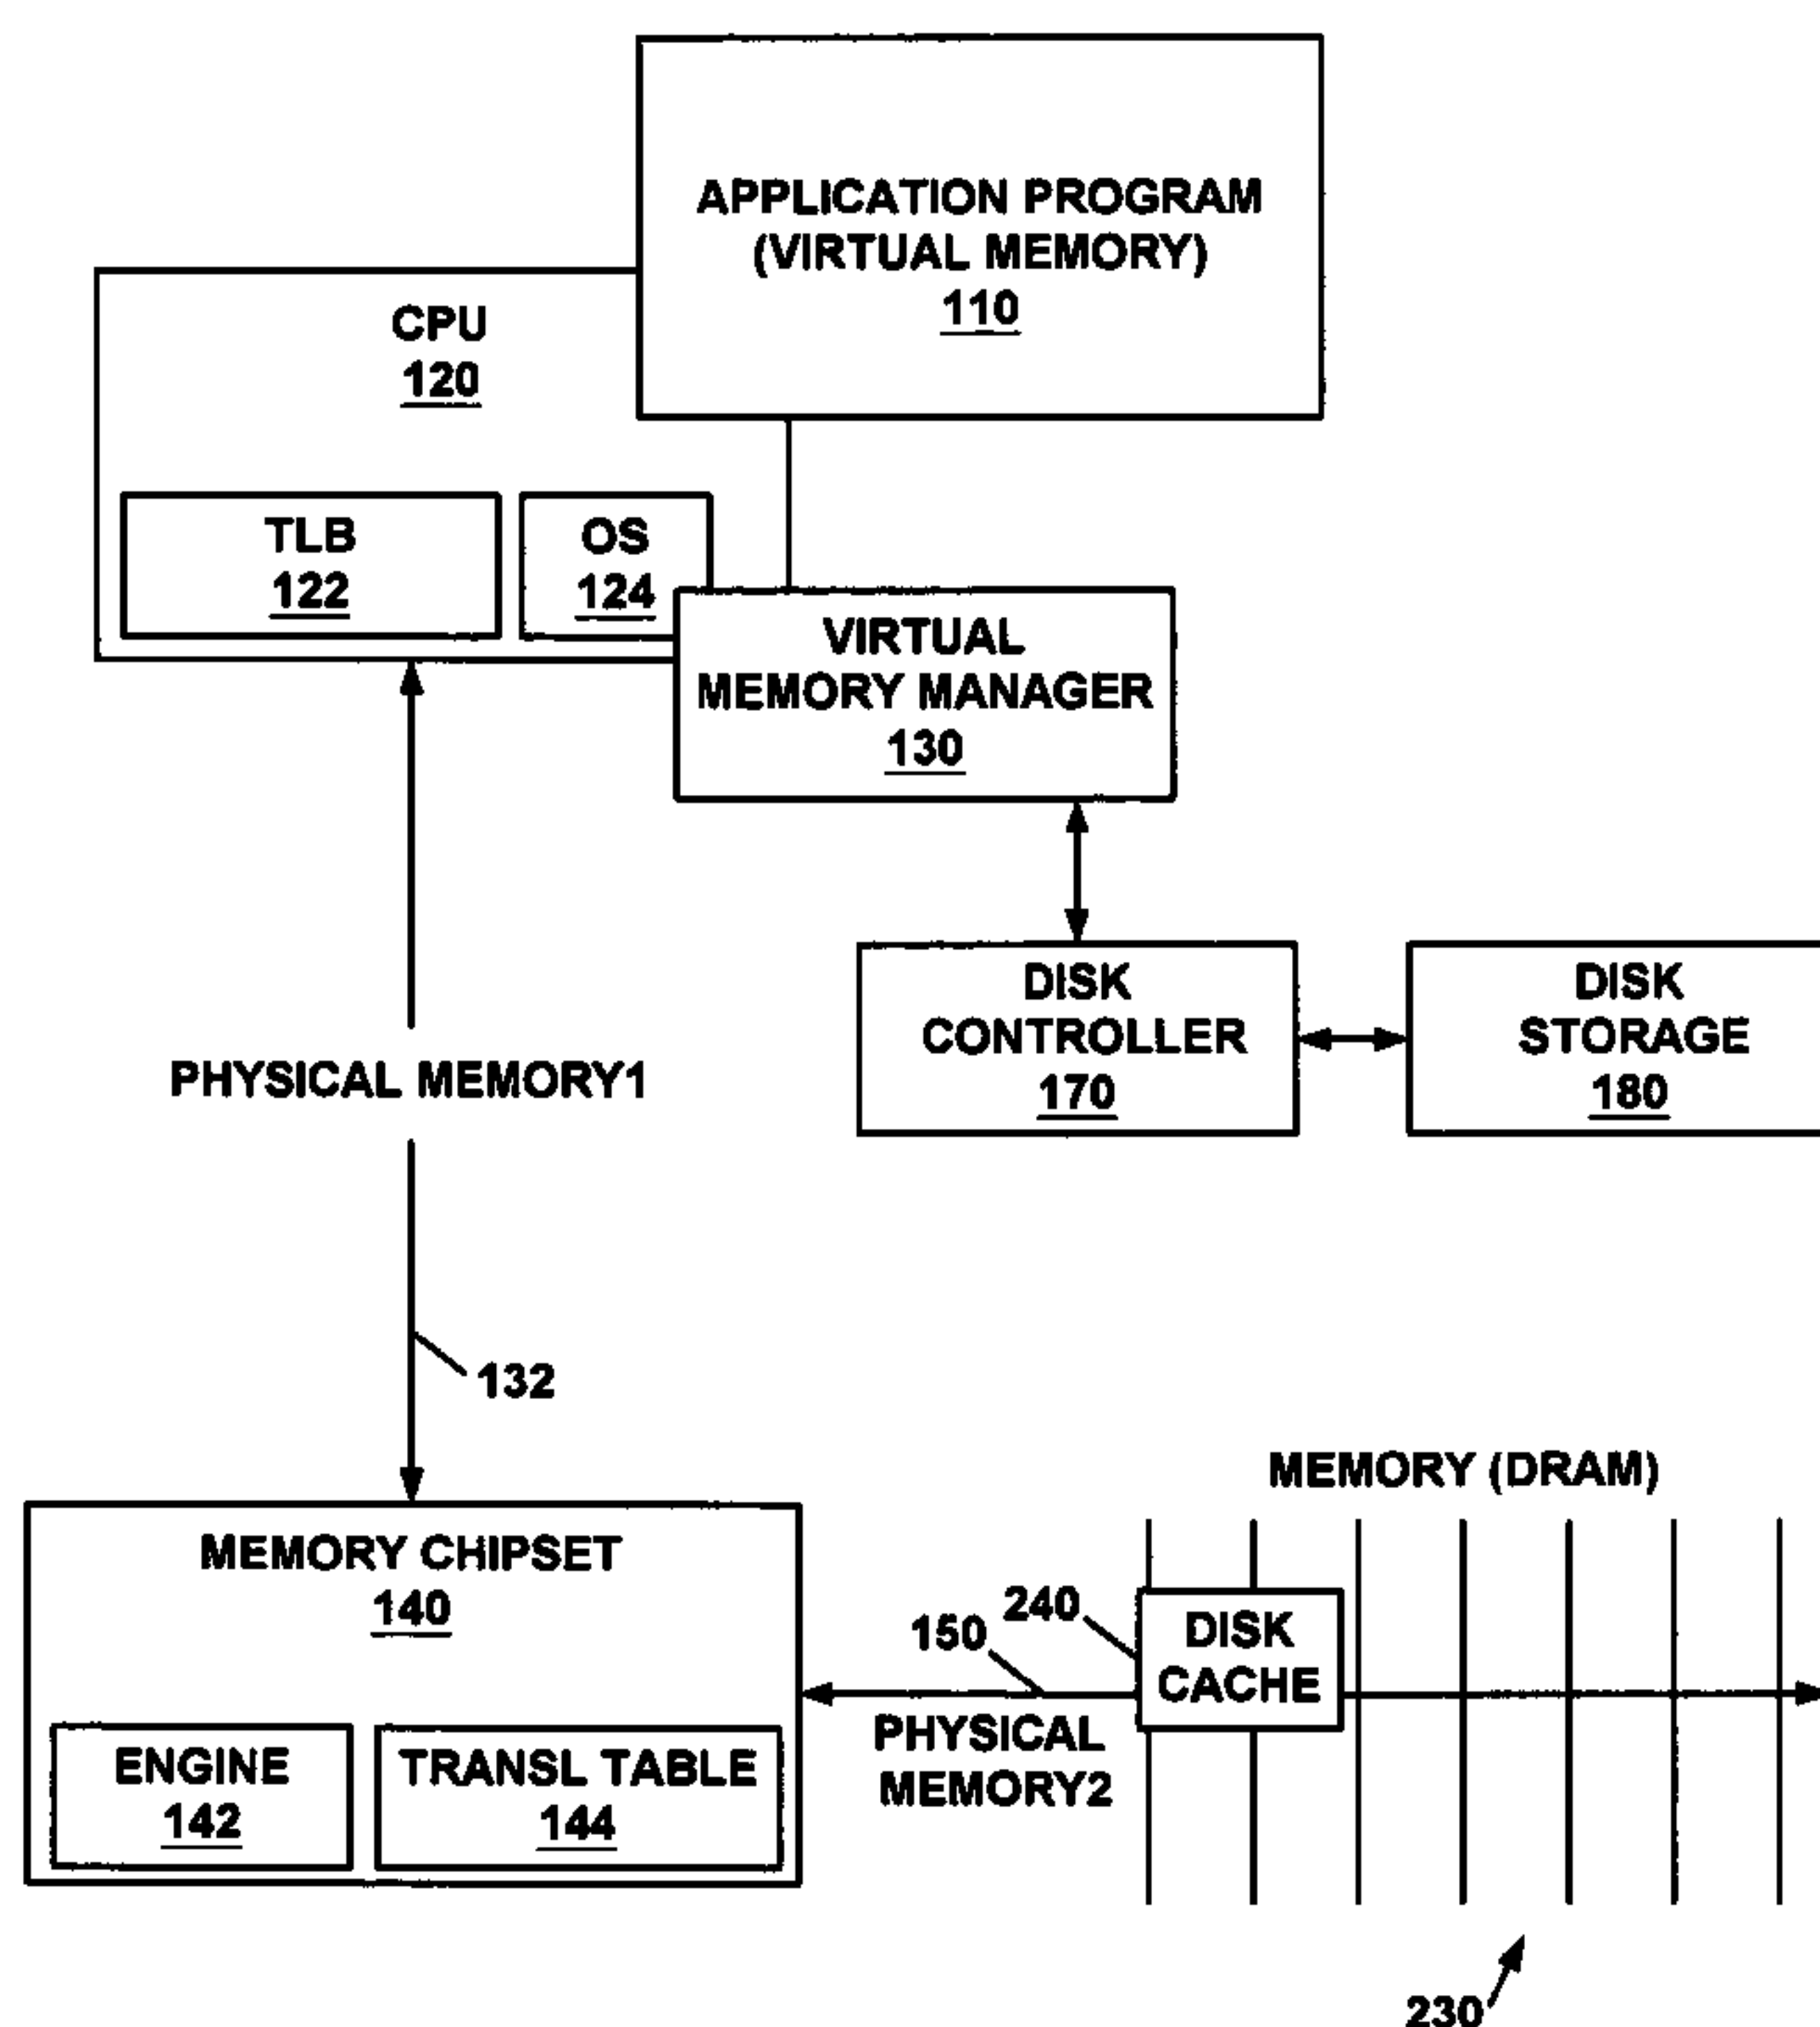 APPLICATION PROGRAM
(VIRTUAL MEMORY)
110
CPU
120
TLB
122
OS
124
VIRTUAL
MEMORY MANAGER
130
DISK
CONTROLLER
170
DISK
STORAGE
180
PHYSICAL MEMORY1
132
MEMORY (DRAM)
MEMORY CHIPSET
140
ENGINE
142
TRANSL TABLE
144
150
240
DISK
CACHE
PHYSICAL
MEMORY2
230